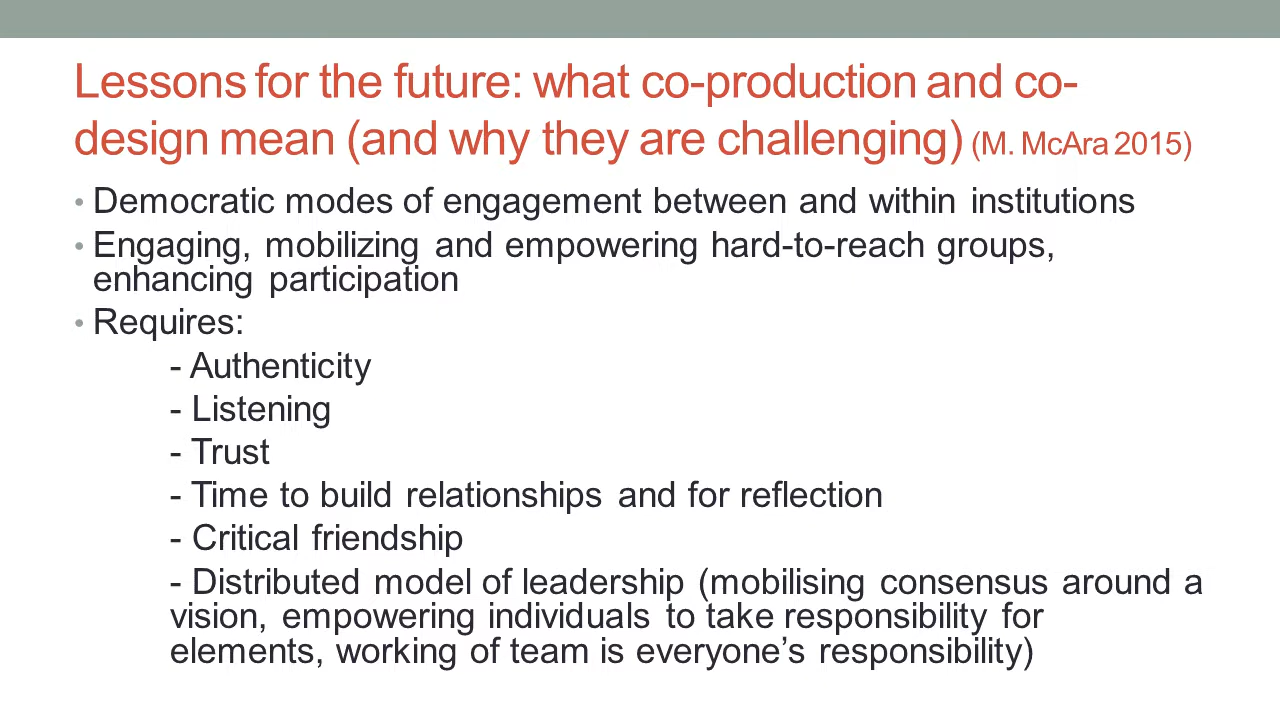 Lessons for the future: what co-production and co-
design mean (and why they are challenging) (M. McAra 2015)
• Democratic modes of engagement between and within institutions
• Engaging, mobilizing and empowering hard-to-reach groups,
enhancing participation
• Requires:
- Authenticity
- Listening
- Trust
- Time to build relationships and for reflection
- Critical friendship
- Distributed model of leadership (mobilising consensus around a
vision, empowering individuals to take responsibility for
elements, working of team is everyone’s responsibility)